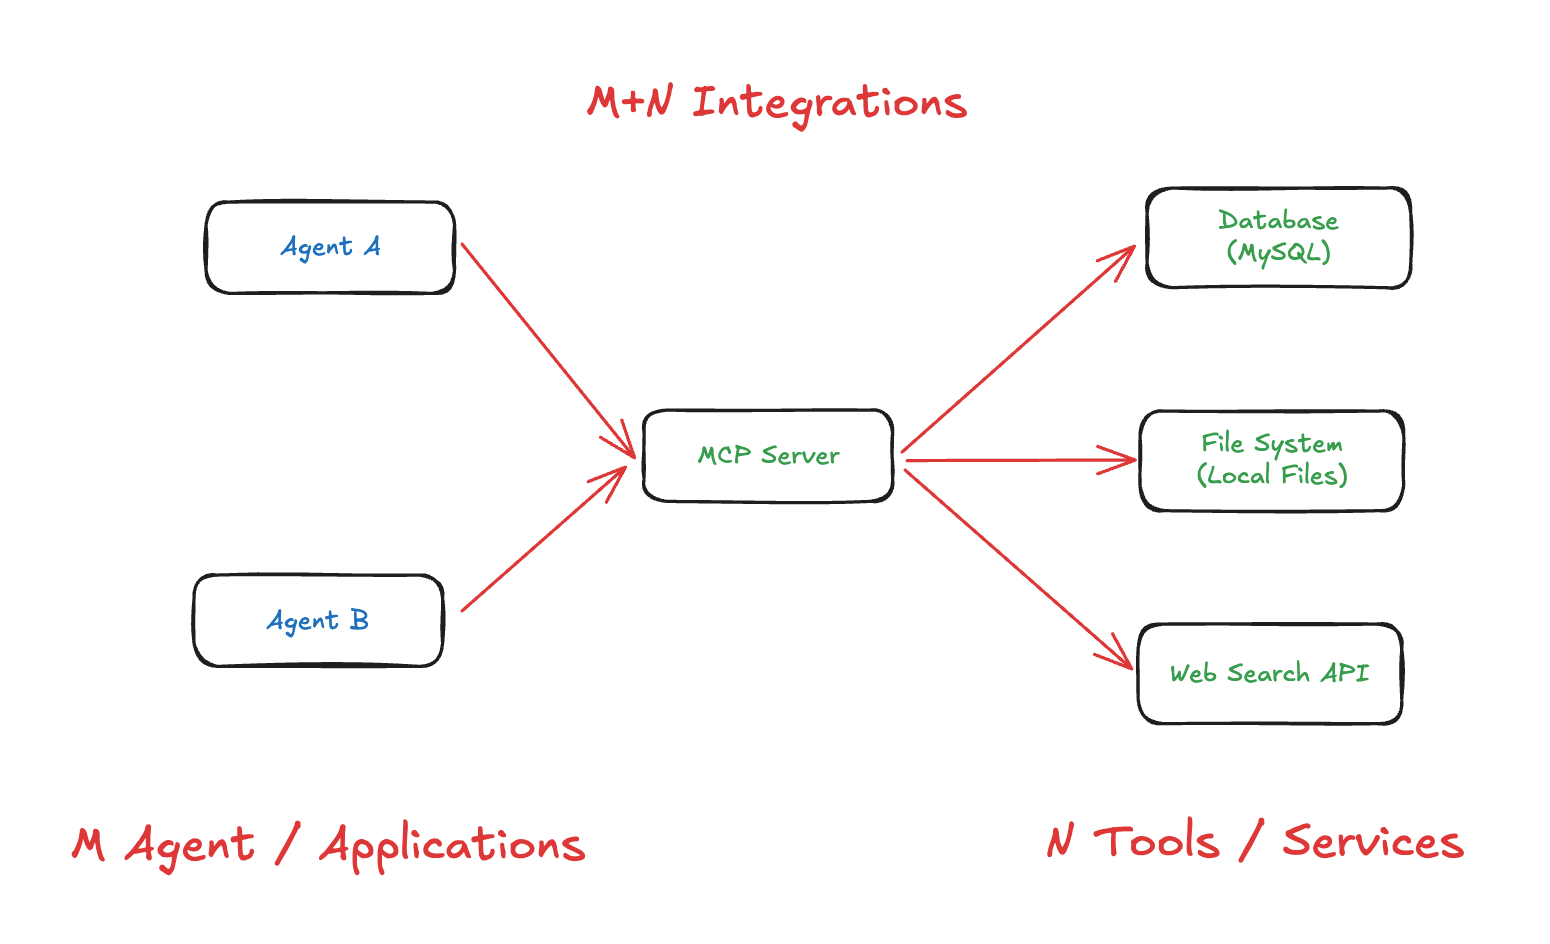 M+N Integrations
Agent A
Database
(MySQL)
MCP Server
File System
(Local Files)
Agent B
Web Search API
M Agent / Applications
N Tools / Services